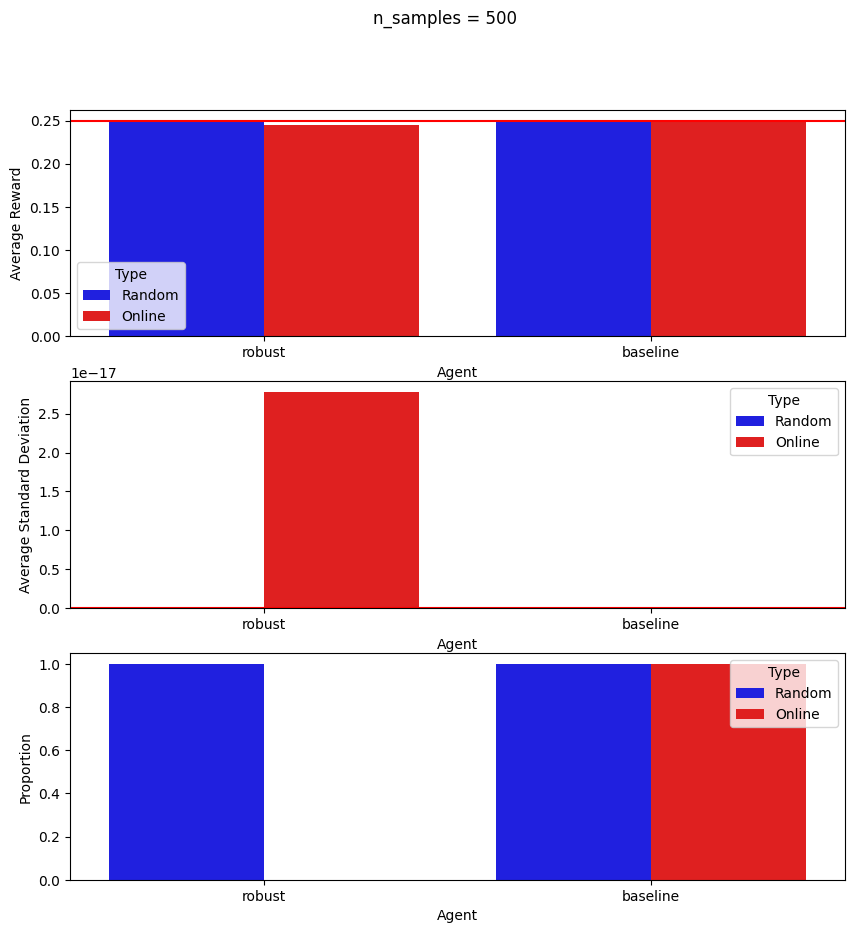 n_samples = 500
Average Reward
0.25
0.20
0.15
0.10
0.05
0.00
Type
Random
Online
robust
baseline
Agent
1e−17
Average Standard Deviation
2.5
2.0
1.5
1.0
0.5
0.0
Type
Random
Online
robust
baseline
Agent
Proportion
1.0
0.8
0.6
0.4
0.2
0.0
Type
Random
Online
robust
baseline
Agent